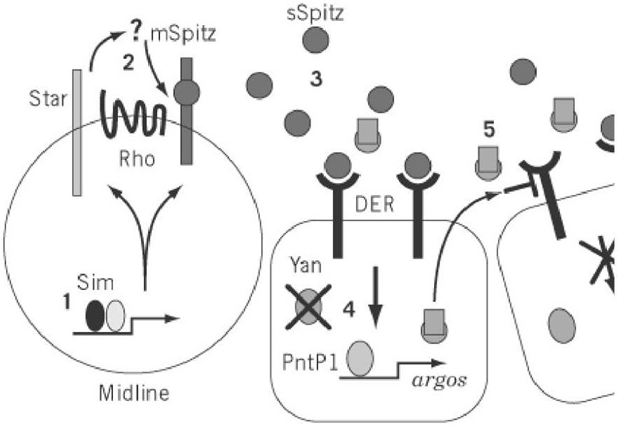 sSpitz
? mSpitz
2
3
Star
5
Rho
DER
Sim
1
Yan
4
PntP1
argos
Midline